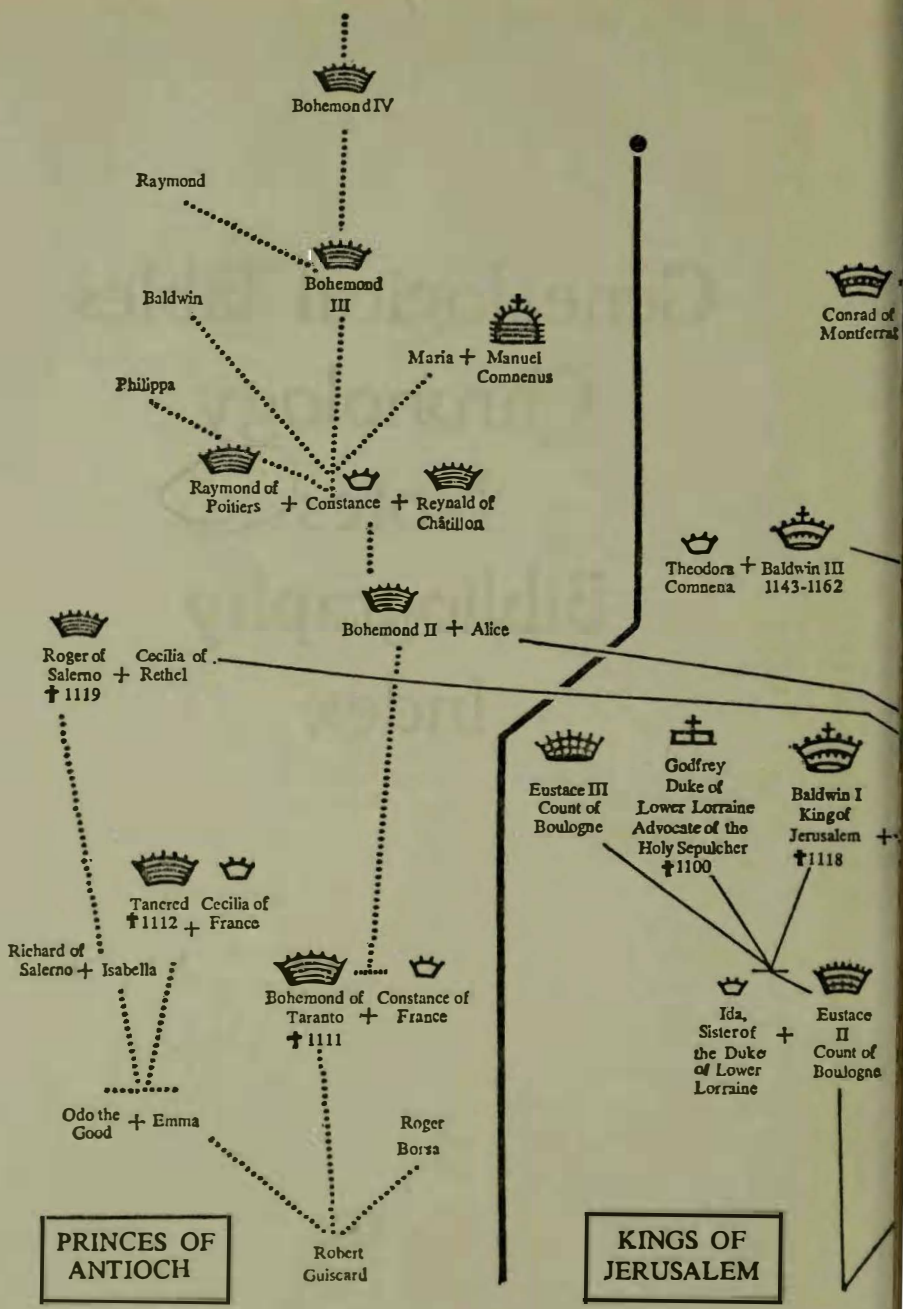 Bohemond IV
Raymond
Bohemond
III
Baldwin
Maria + Manuel
Comnenus
Philippa
Raymond of
Poitiers + Constance + Reynald of
Châtillon
Bohemond II + Alice
Roger of
Salerno + Cecilia of
Rethel
✝ 1119
Tancred
✝ 1112 + Cecilia of
France
Richard of
Salerno + Isabella
Bohemond of
Taranto + Constance of
France
✝ 1111
Odo the
Good + Emma
Roger
Borsa
Robert
Guiscard
PRINCES OF
ANTIOCH
Conrad of
Montferrat
Theodora
Comnena + Baldwin III
1143-1162
Eustace III
Count of
Boulogne
Godfrey
Duke of
Lower Lorraine
Advocate of the
Holy Sepulcher
✝ 1100
Baldwin I
King of
Jerusalem +
✝ 1118
Ida,
Sister of
the Duke
of Lower
Lorraine
+
Eustace
II
Count of
Boulogne
KINGS OF
JERUSALEM